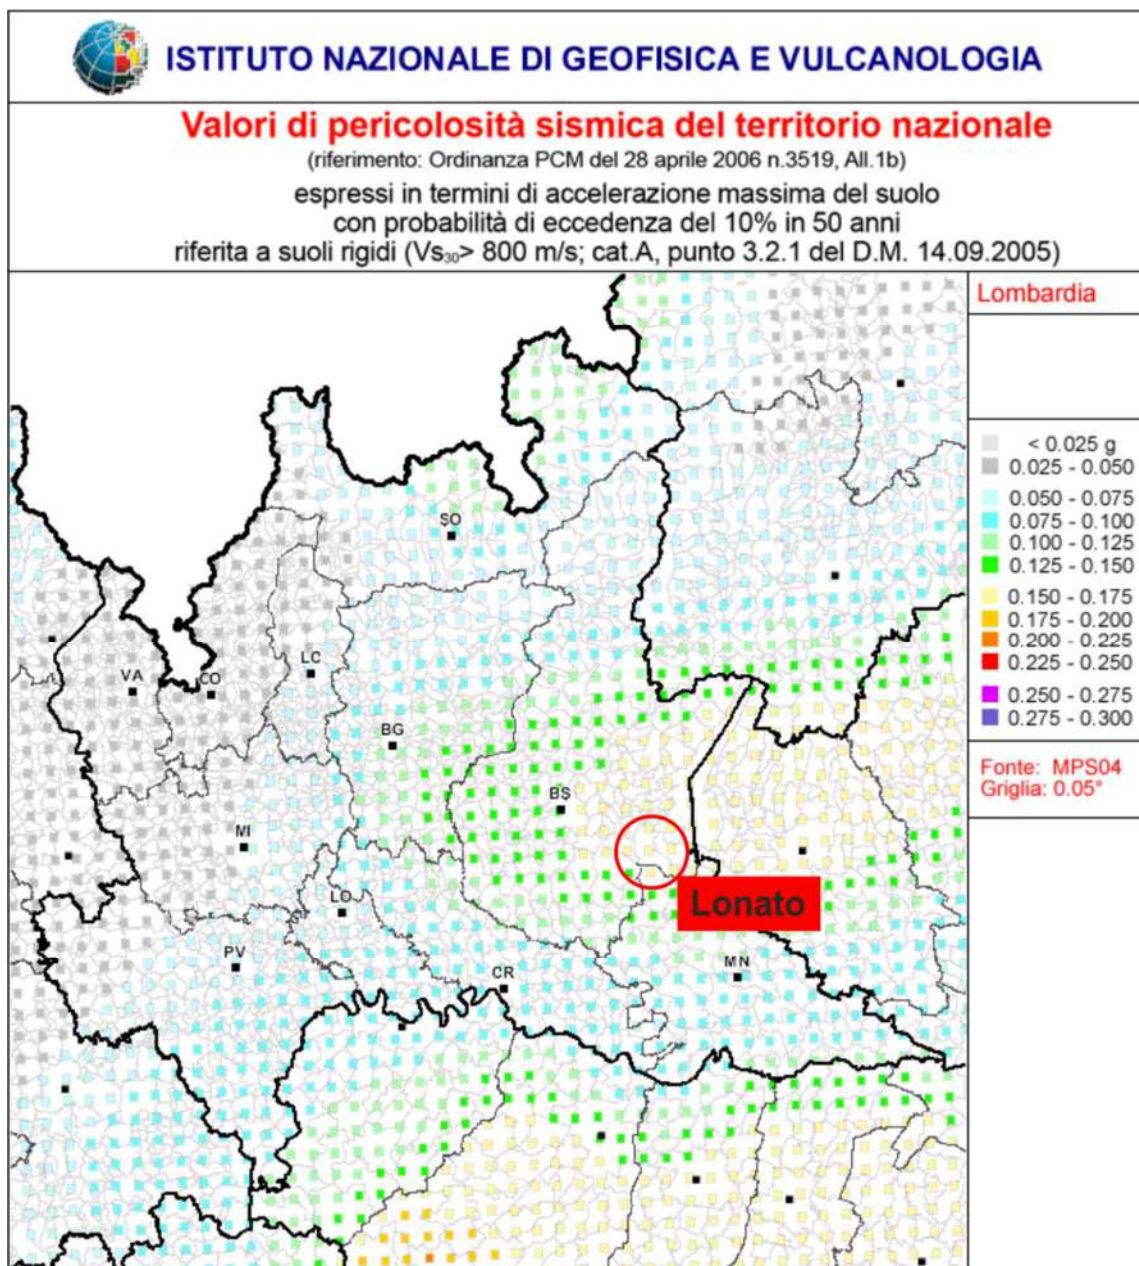 ISTITUTO NAZIONALE DI GEOFISICA E VULCANOLOGIA
Valori di pericolosità sismica del territorio nazionale
(riferimento: Ordinanza PCM del 28 aprile 2006 n.3519, All.1b)
espressi in termini di accelerazione massima del suolo
con probabilità di eccedenza del 10% in 50 anni
riferita a suoli rigidi (Vs₃₀> 800 m/s; cat.A, punto 3.2.1 del D.M. 14.09.2005)
Lombardia
< 0.025 g
0.025 - 0.050
0.050 - 0.075
0.075 - 0.100
0.100 - 0.125
0.125 - 0.150
0.150 - 0.175
0.175 - 0.200
0.200 - 0.225
0.225 - 0.250
0.250 - 0.275
0.275 - 0.300
Fonte: MPS04
Griglia: 0.05°
SO
LC
VA
CO
BG
BS
MI
LO
Lonato
PV
CR
MN